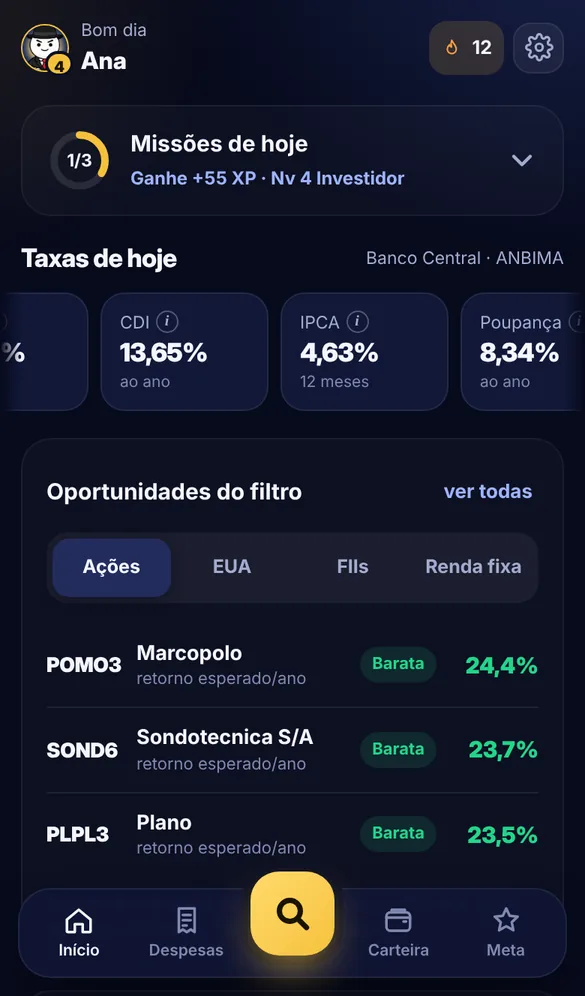 Bom dia
Ana
4
12
1/3
Missões de hoje
Ganhe +55 XP · Nv 4 Investidor
Taxas de hoje
Banco Central · ANBIMA
%
CDI i
13,65%
ao ano
IPCA i
4,63%
12 meses
Poupança i
8,34%
ao ano
Oportunidades do filtro
ver todas
Ações
EUA
FIIs
Renda fixa
POMO3
Marcopolo
retorno esperado/ano
Barata
24,4%
SOND6
Sondotecnica S/A
retorno esperado/ano
Barata
23,7%
PLPL3
Plano
retorno esperado/ano
Barata
23,5%
Início
Despesas
Carteira
Meta